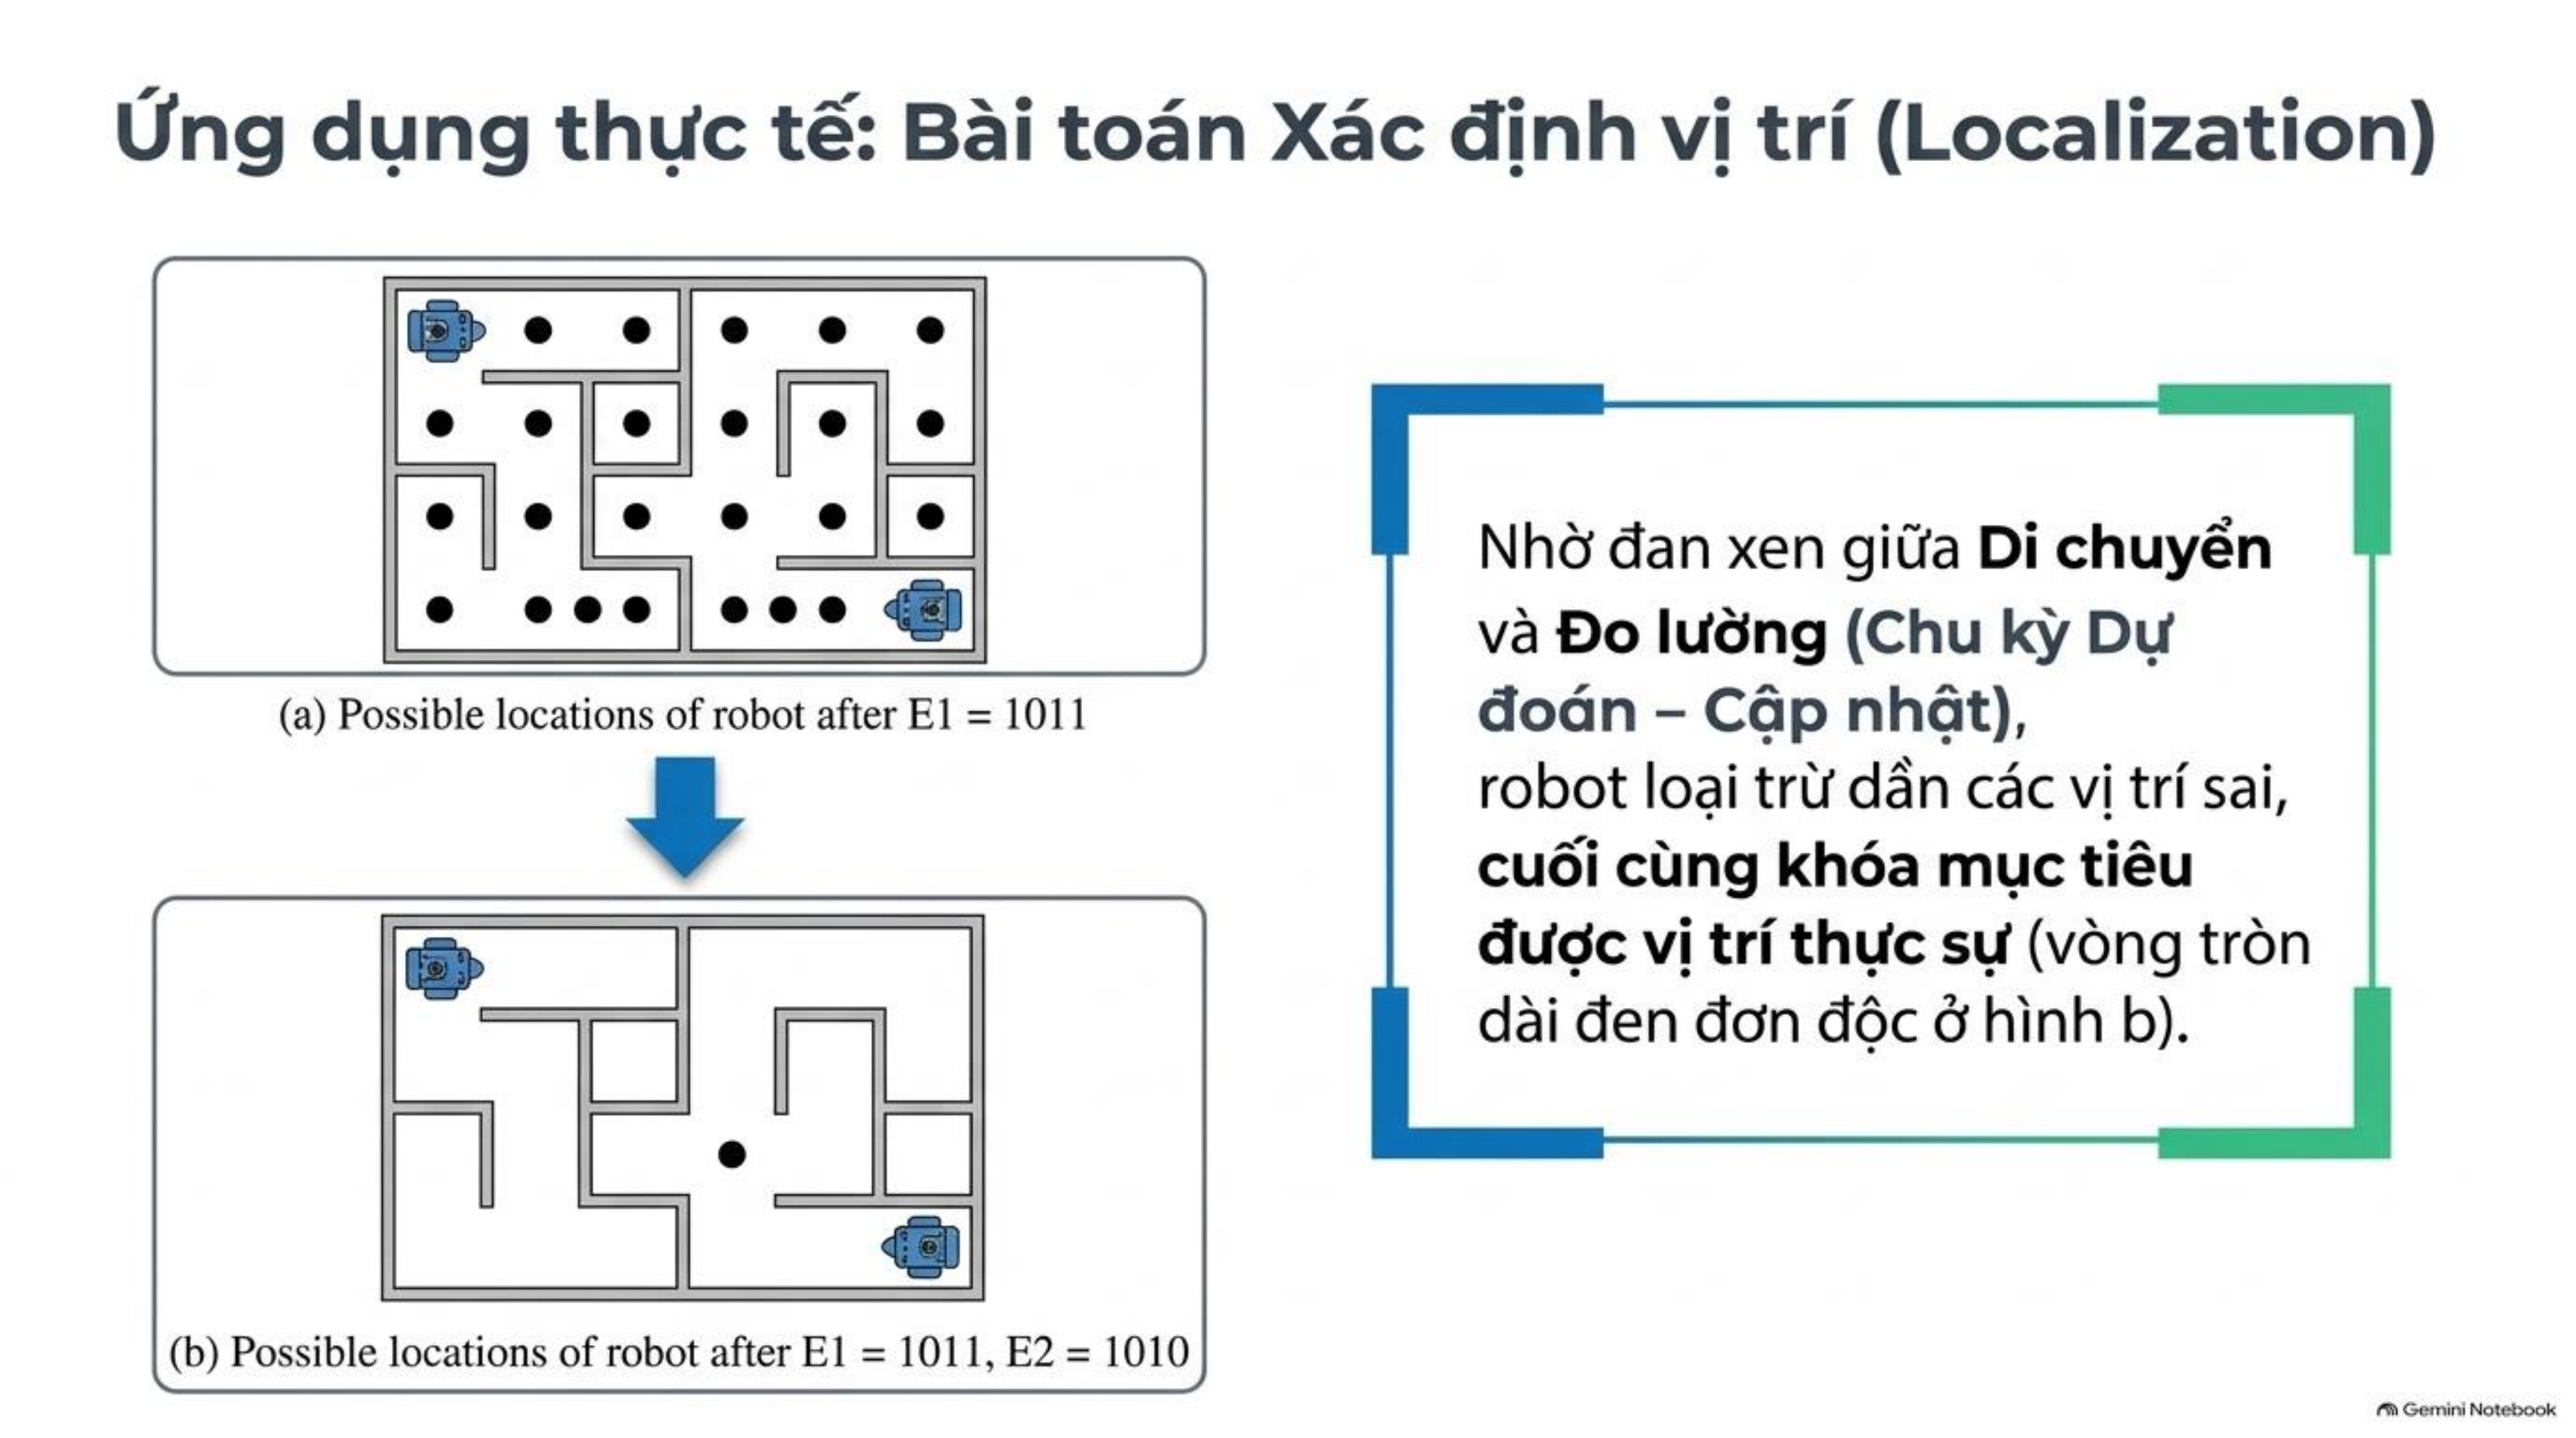 Ứng dụng thực tế: Bài toán Xác định vị trí (Localization)
(a) Possible locations of robot after E1 = 1011
(b) Possible locations of robot after E1 = 1011, E2 = 1010
Nhờ đan xen giữa Di chuyển
và Đo lường (Chu kỳ Dự
đoán – Cập nhật),
robot loại trừ dần các vị trí sai,
cuối cùng khóa mục tiêu
được vị trí thực sự (vòng tròn
dài đen đơn độc ở hình b).
Gemini Notebook